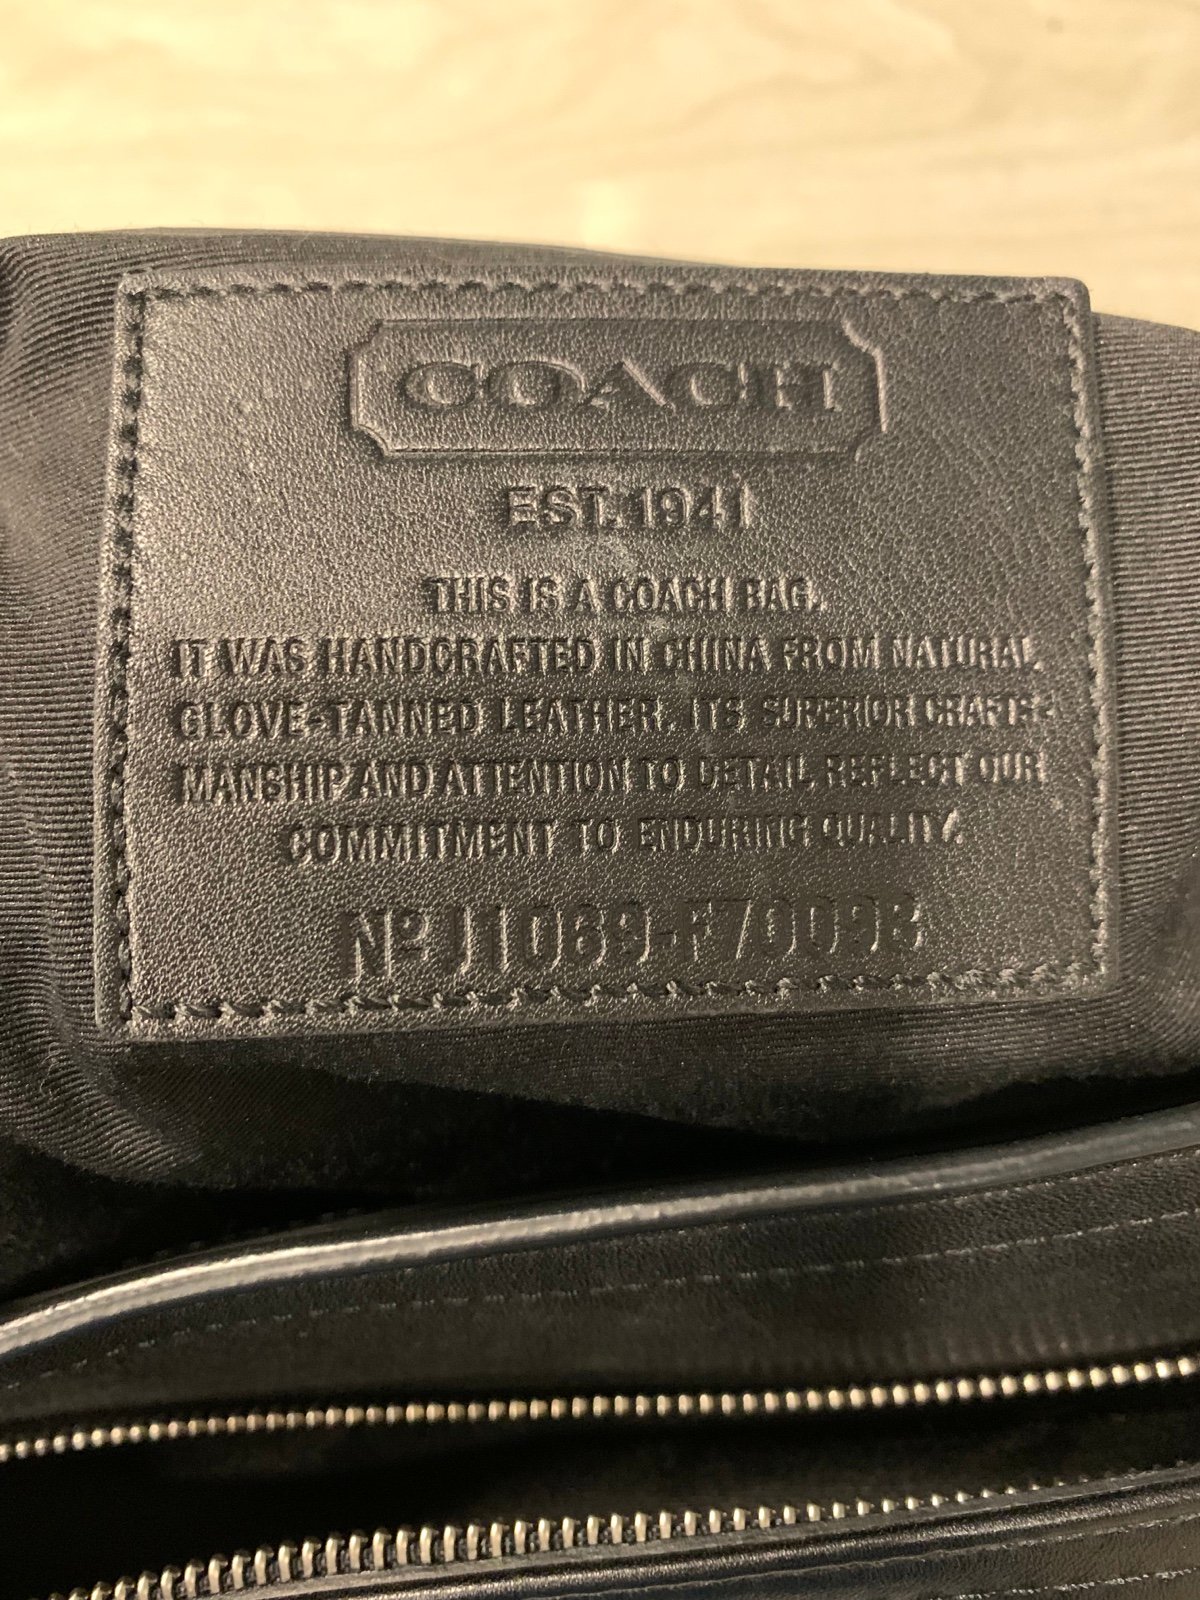 COACH
EST. 1941
THIS IS A COACH BAG.
IT WAS HANDCRAFTED IN CHINA FROM NATURAL
GLOVE-TANNED LEATHER. ITS SUPERIOR CRAFTS-
MANSHIP AND ATTENTION TO DETAIL REFLECT OUR
COMMITMENT TO ENDURING QUALITY.
Nº